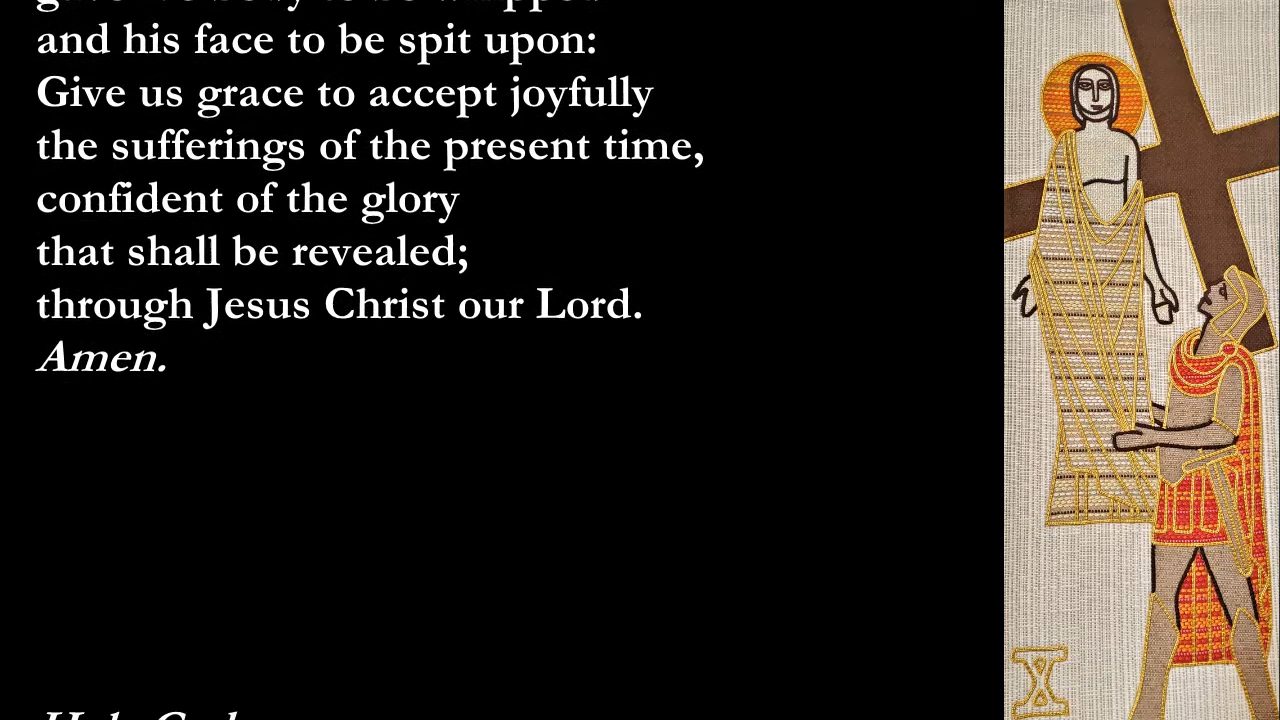 and his face to be spit upon:
Give us grace to accept joyfully
the sufferings of the present time,
confident of the glory
that shall be revealed;
through Jesus Christ our Lord.
Amen.
X